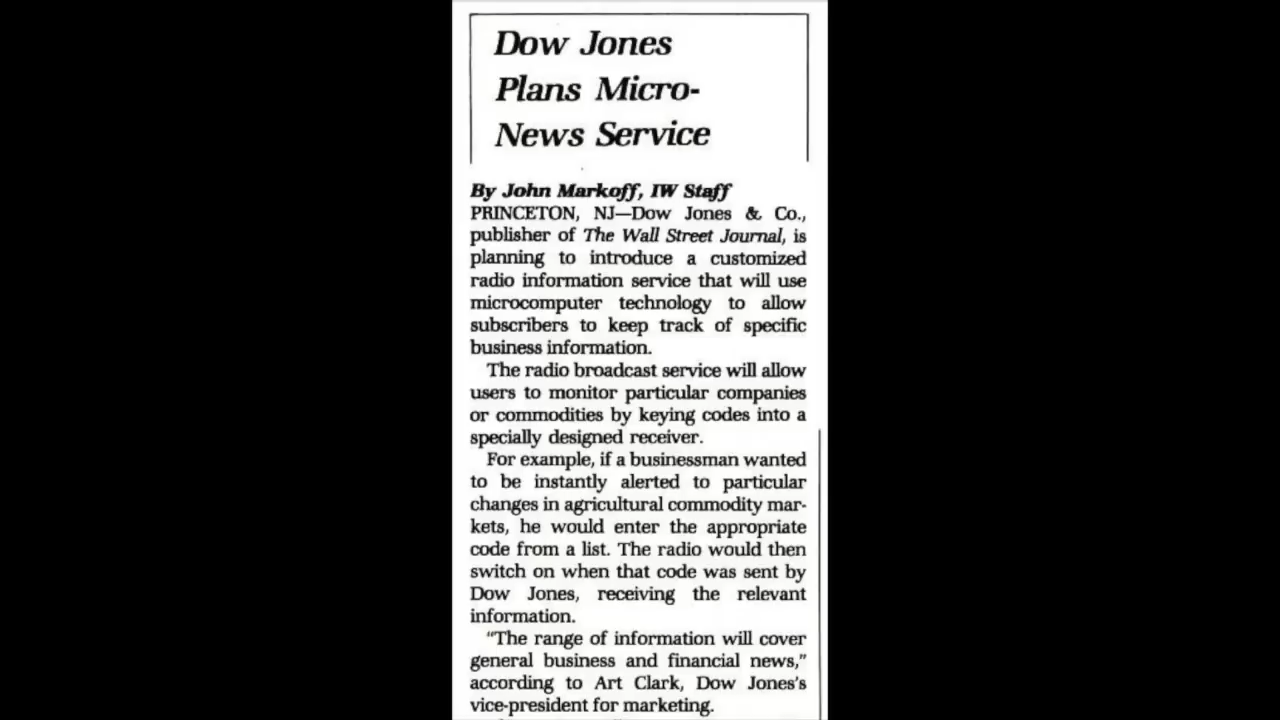 Dow Jones
Plans Micro-
News Service
By John Markoff, IW Staff
PRINCETON, NJ—Dow Jones & Co.,
publisher of The Wall Street Journal, is
planning to introduce a customized
radio information service that will use
microcomputer technology to allow
subscribers to keep track of specific
business information.
The radio broadcast service will allow
users to monitor particular companies
or commodities by keying codes into a
specially designed receiver.
For example, if a businessman wanted
to be instantly alerted to particular
changes in agricultural commodity mar-
kets, he would enter the appropriate
code from a list. The radio would then
switch on when that code was sent by
Dow Jones, receiving the relevant
information.
"The range of information will cover
general business and financial news,"
according to Art Clark, Dow Jones's
vice-president for marketing.